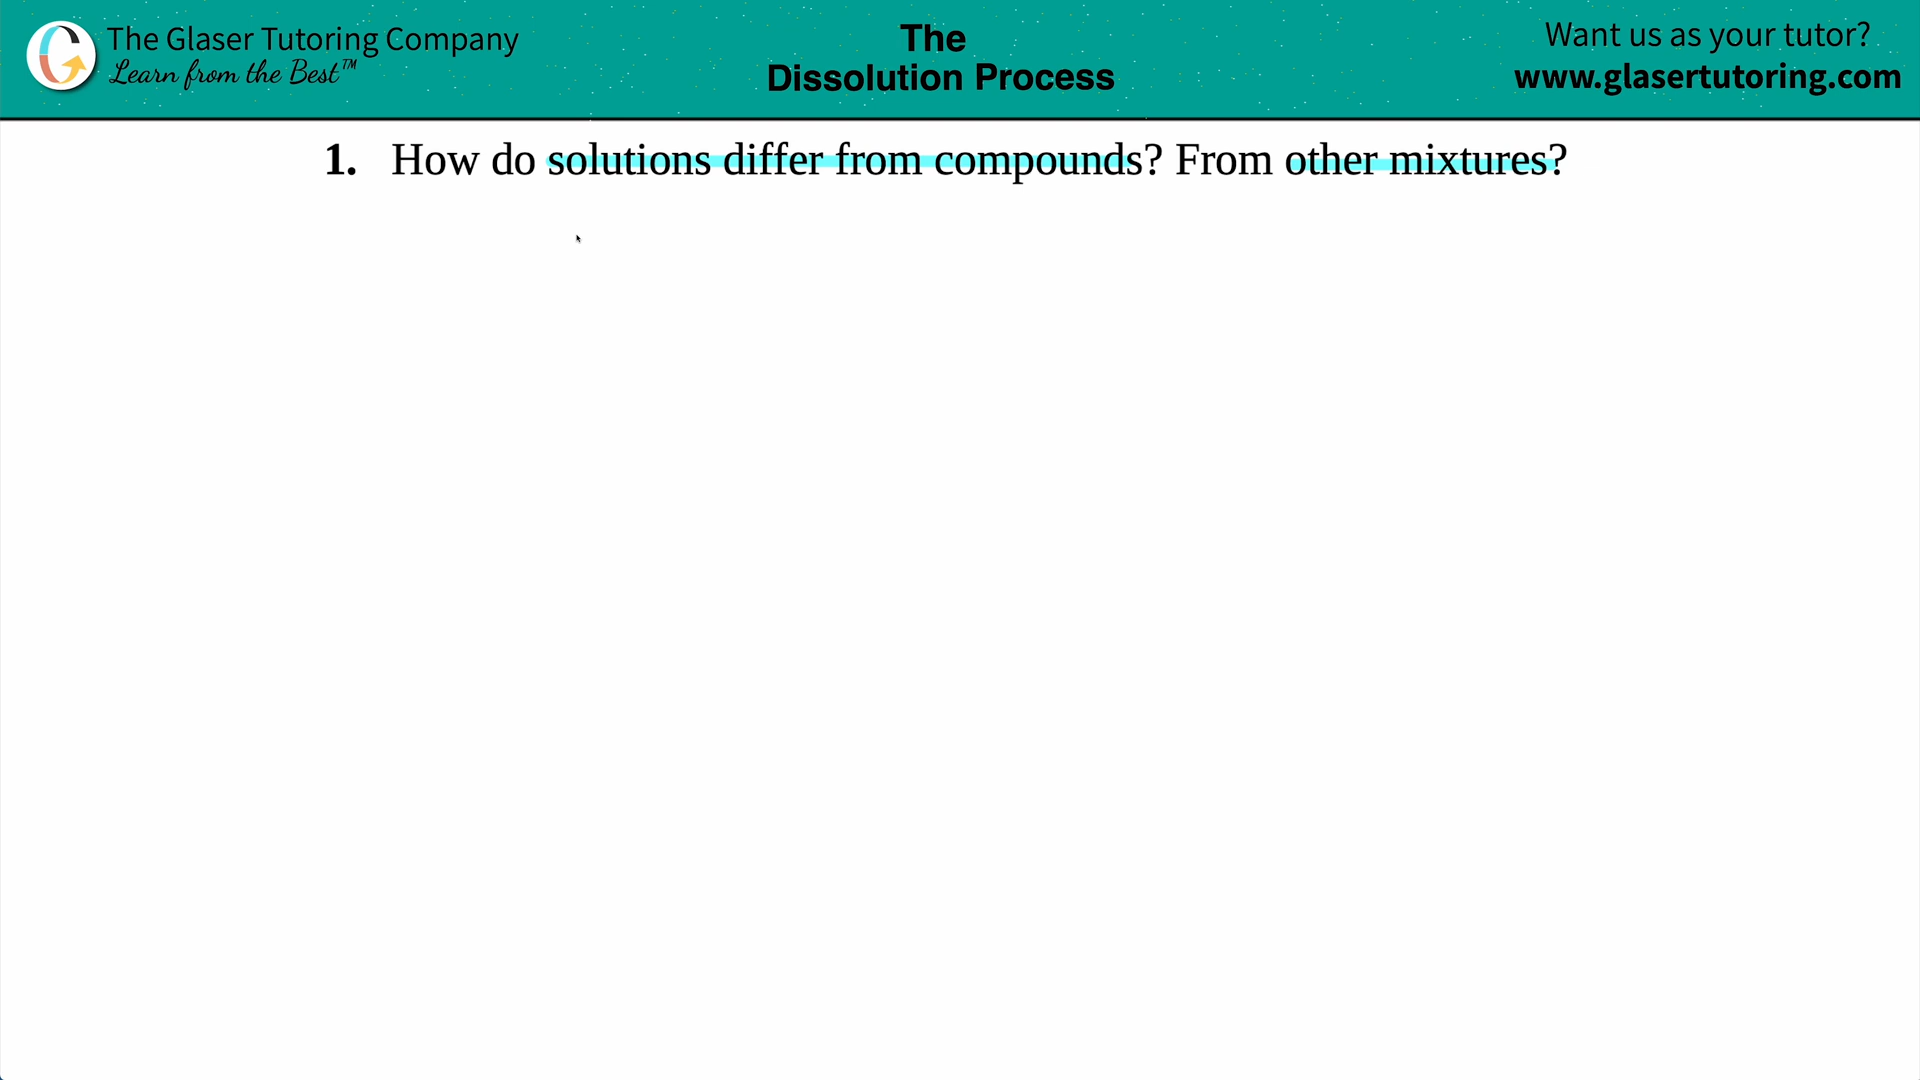 The Glaser Tutoring Company
Learn from the Best™
The
Dissolution Process
Want us as your tutor?
www.glasertutoring.com
1. How do solutions differ from compounds? From other mixtures?